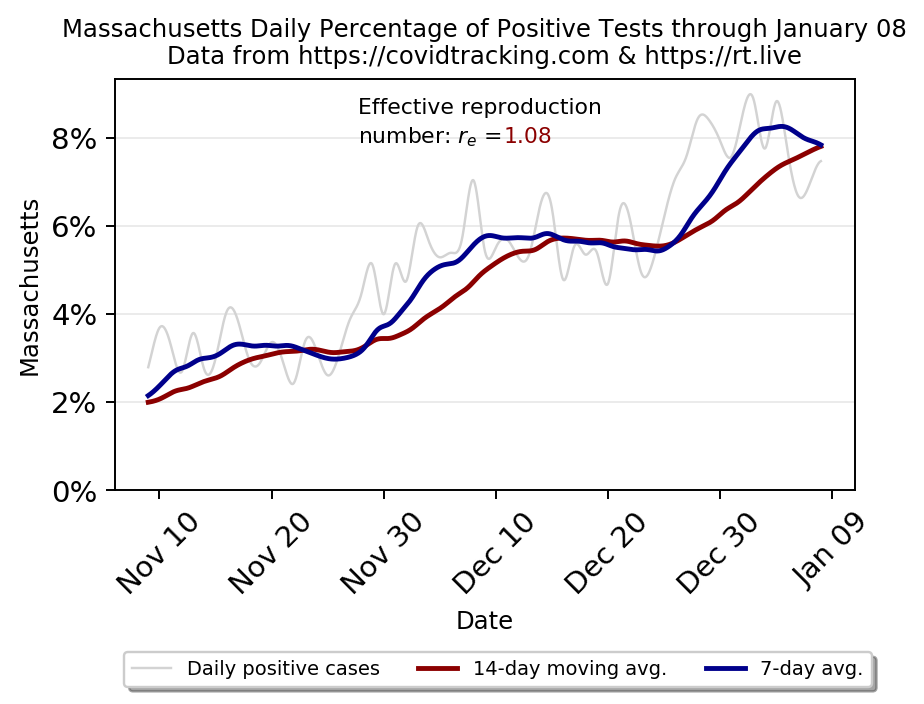 Massachusetts Daily Percentage of Positive Tests through January 08
Data from https://covidtracking.com & https://rt.live
Effective reproduction
number: rₑ =1.08
Massachusetts
8%
6%
4%
2%
0%
Nov 10
Nov 20
Nov 30
Dec 10
Dec 20
Dec 30
Jan 09
Date
Daily positive cases
14-day moving avg.
7-day avg.